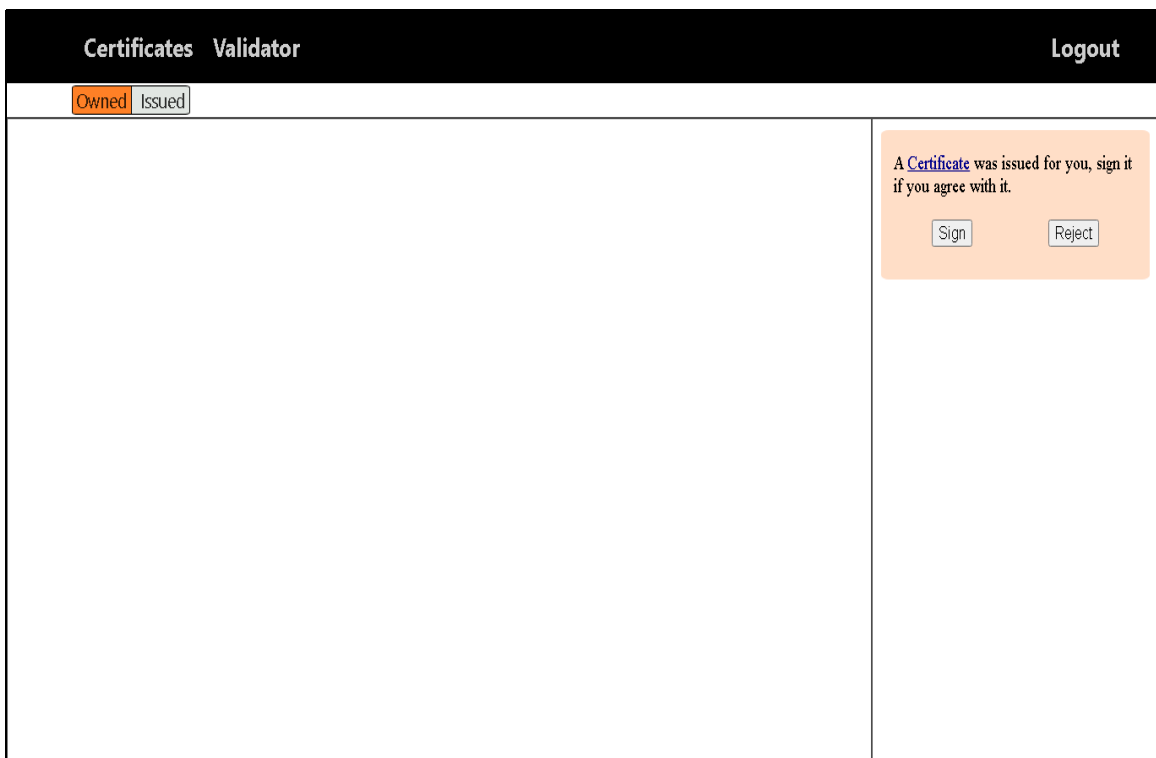 Certificates Validator Logout
Owned Issued
A Certificate was issued for you, sign it
if you agree with it.
Sign Reject